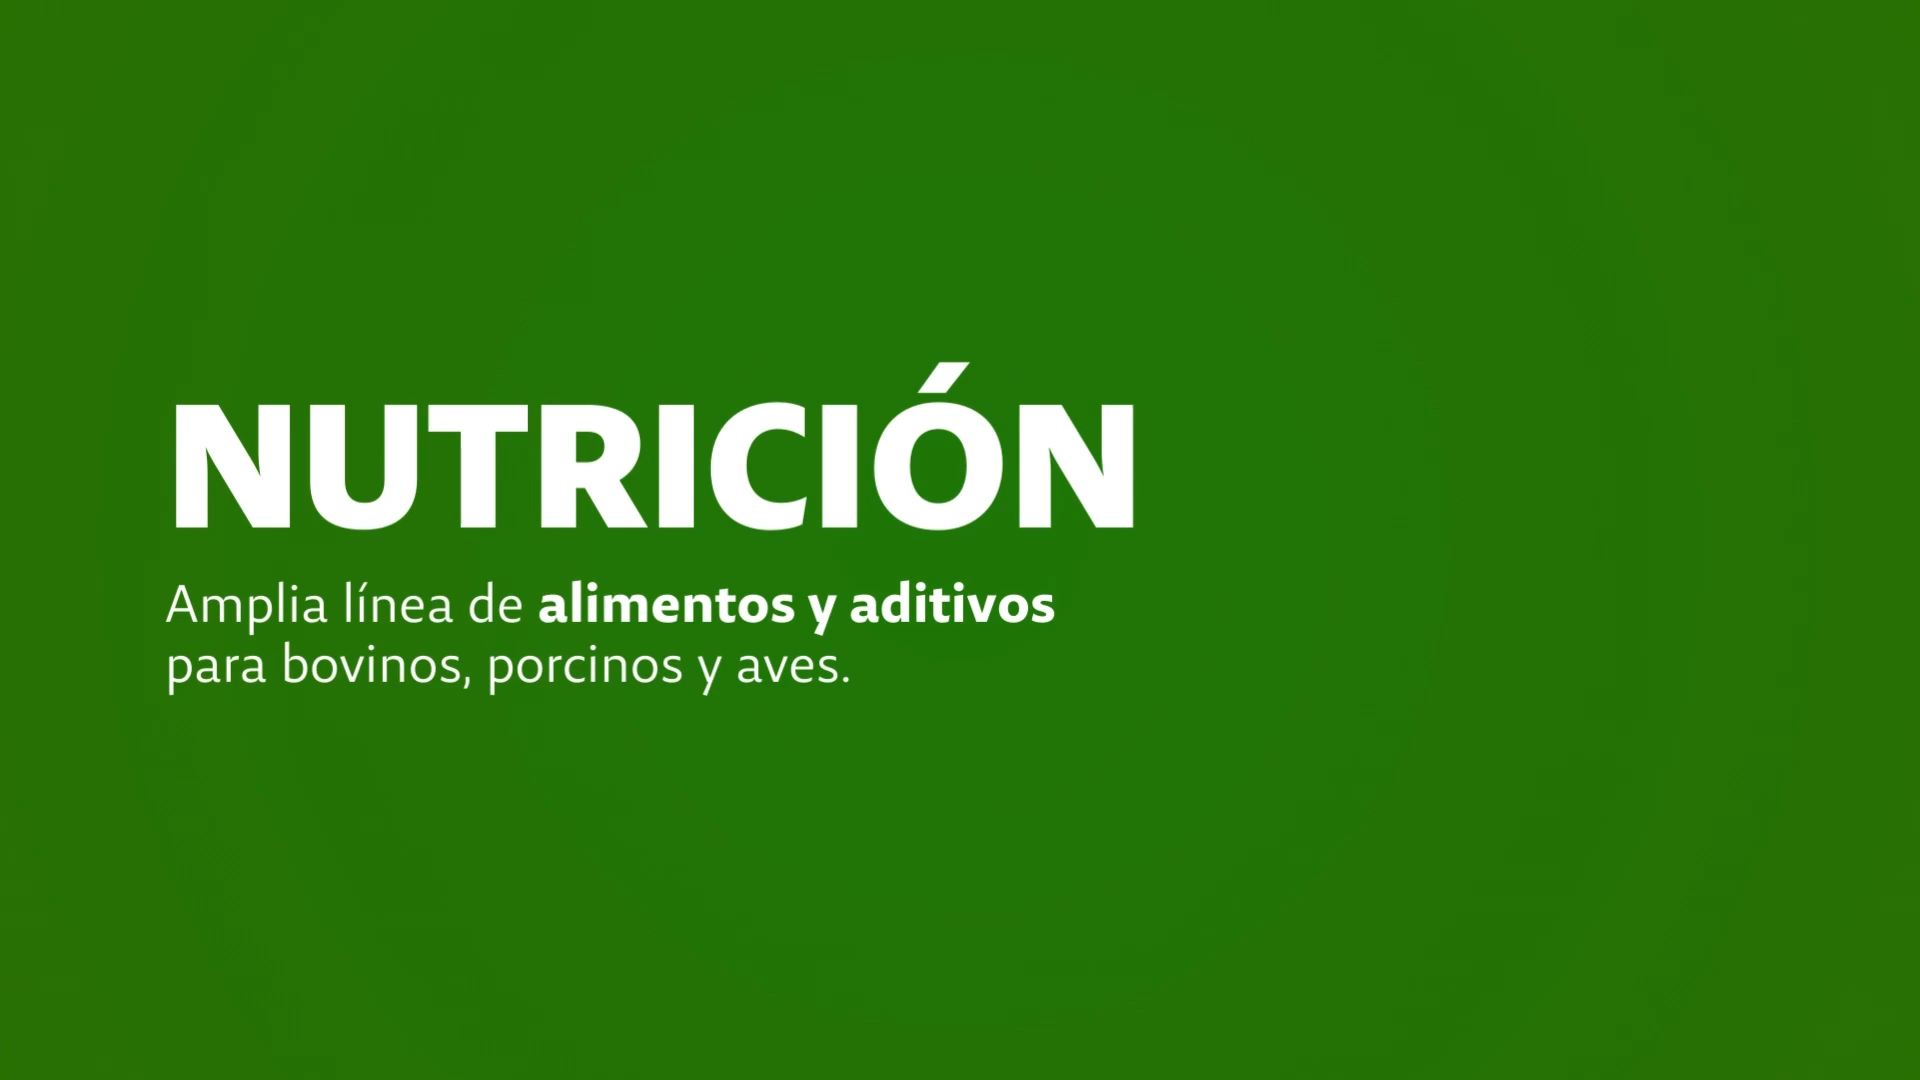 NUTRICIÓN
Amplia línea de alimentos y aditivos
para bovinos, porcinos y aves.